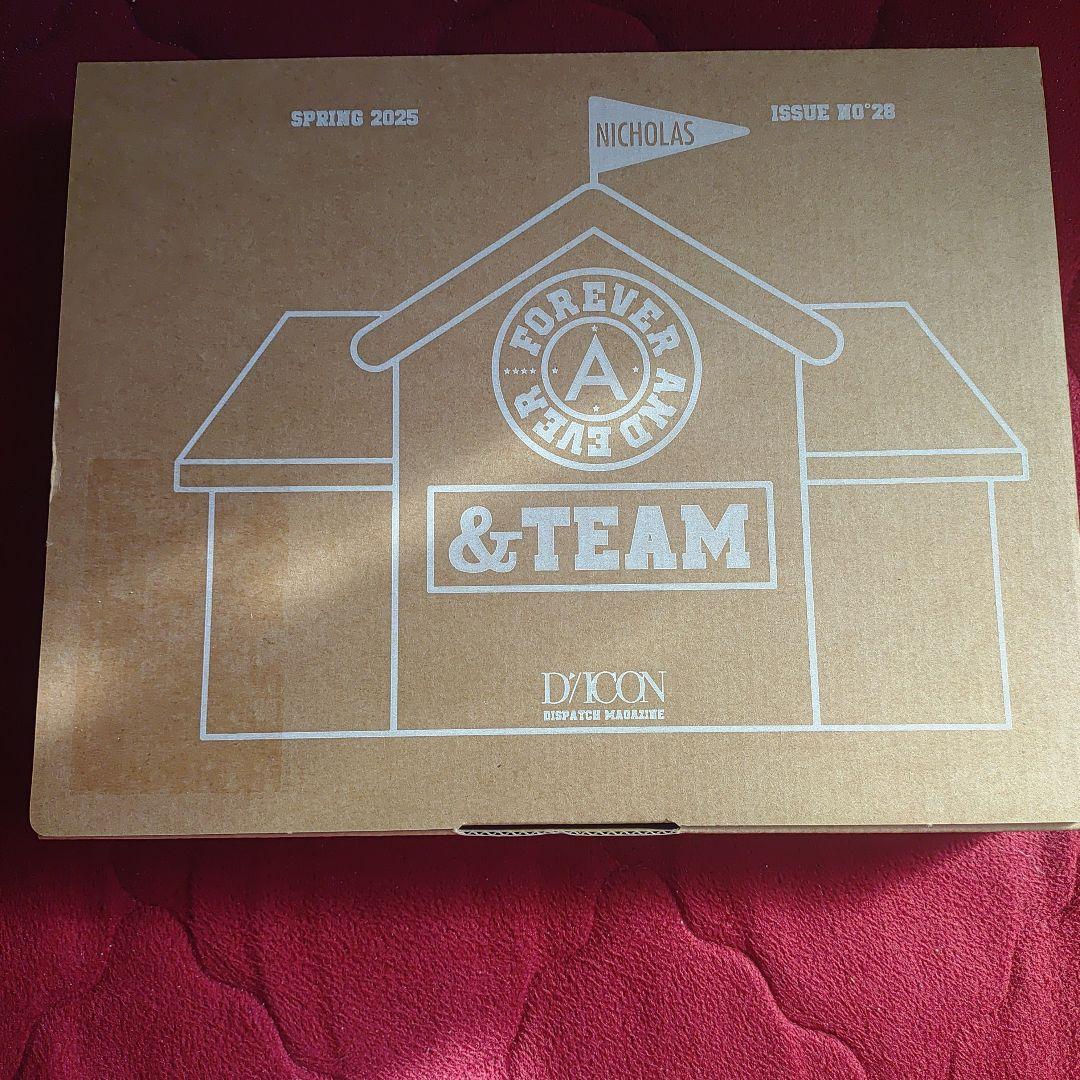 SPRING 2025
NICHOLAS
ISSUE NO°28
FOREVER AND EVER
A
&TEAM
D'/ICON
DISPATCH MAGAZINE